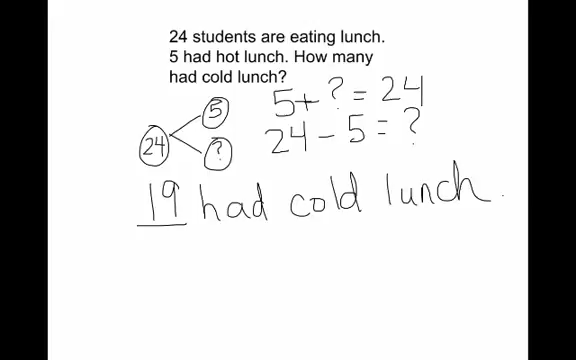 24 students are eating lunch.
5 had hot lunch. How many
had cold lunch?
5 + ? = 24
24 - 5 = ?
24
5
?
19 had cold lunch.